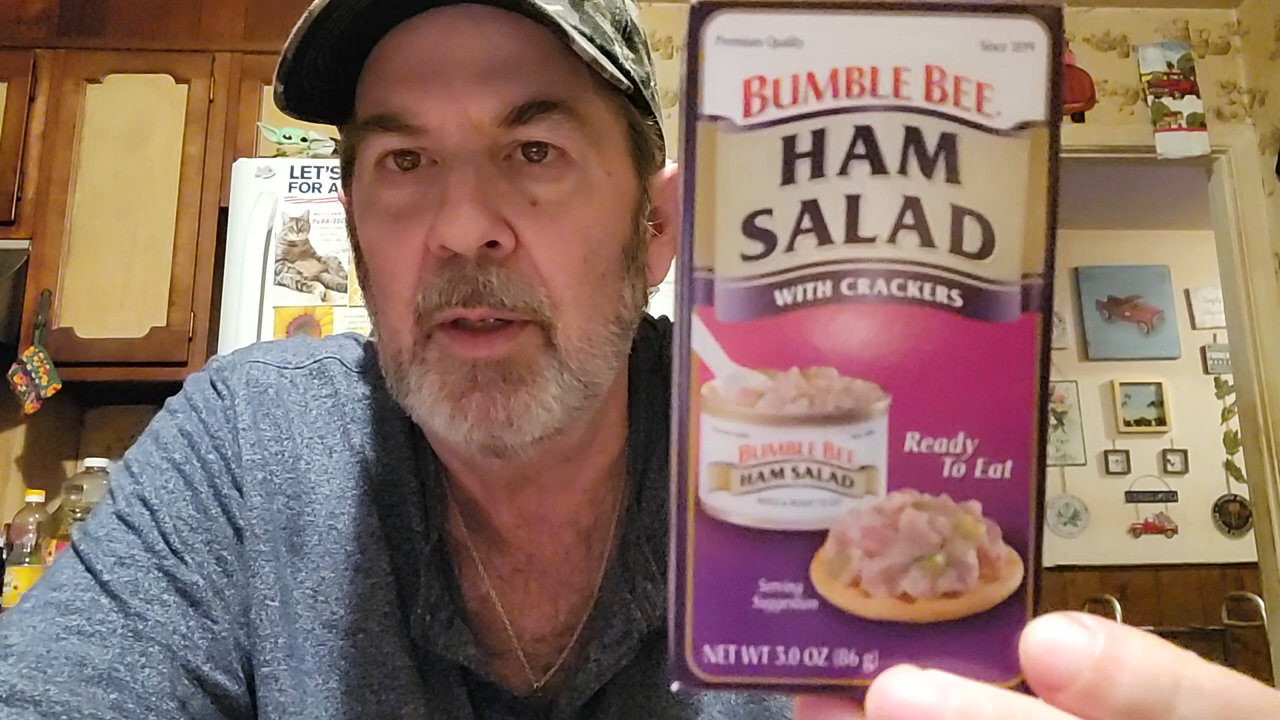 LET'S
FOR A
Premium Quality
Since 1899
BUMBLE BEE
HAM
SALAD
WITH CRACKERS
BUMBLE BEE
HAM SALAD
Ready
To Eat
Serving
Suggestion
NET WT 3.0 OZ (86 g)